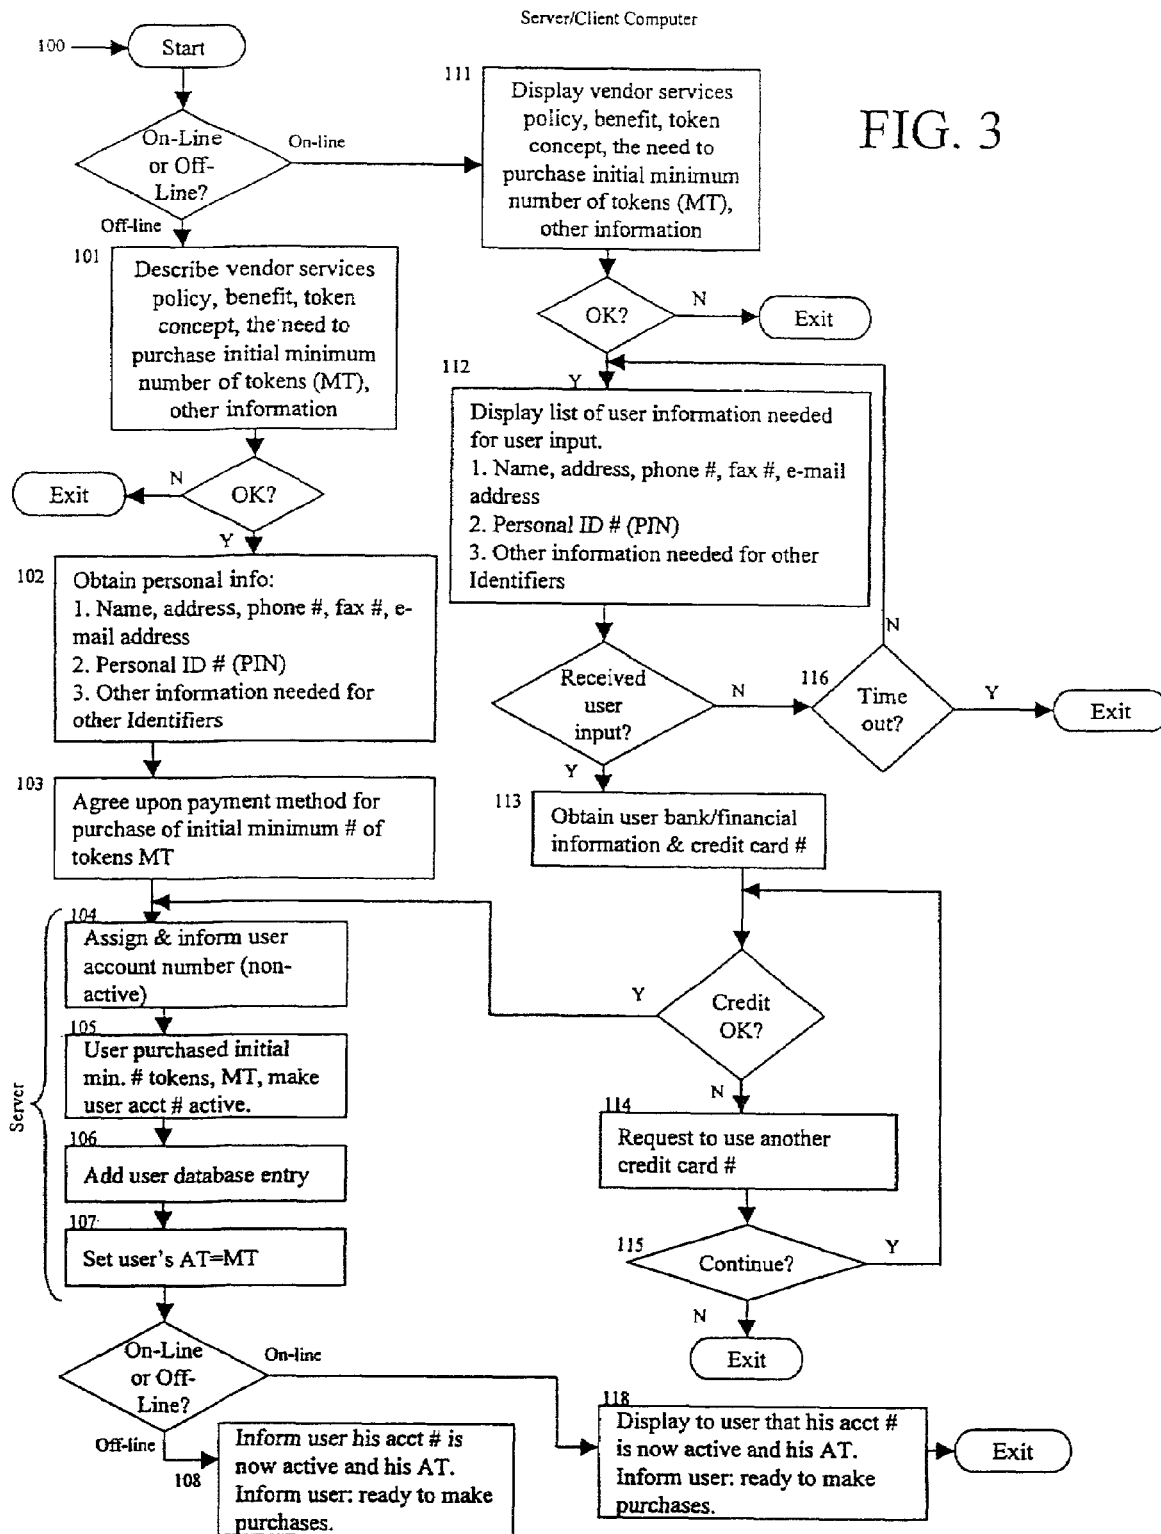 Server/Client Computer
FIG. 3
100
Start
On-Line
or Off-
Line?
On-line
Off-line
111
Display vendor services
policy, benefit, token
concept, the need to
purchase initial minimum
number of tokens (MT),
other information
OK?
N
Exit
Y
101
Describe vendor services
policy, benefit, token
concept, the need to
purchase initial minimum
number of tokens (MT),
other information
OK?
N
Exit
Y
102
Obtain personal info:
1. Name, address, phone #, fax #, e-
mail address
2. Personal ID # (PIN)
3. Other information needed for
other Identifiers
103
Agree upon payment method for
purchase of initial minimum # of
tokens MT
112
Display list of user information needed
for user input.
1. Name, address, phone #, fax #, e-mail
address
2. Personal ID # (PIN)
3. Other information needed for other
Identifiers
Received
user
input?
N
Y
116
Time
out?
N
Y
Exit
113
Obtain user bank/financial
information & credit card #
Credit
OK?
Y
N
114
Request to use another
credit card #
115
Continue?
Y
N
Exit
Server
104
Assign & inform user
account number (non-
active)
105
User purchased initial
min. # tokens, MT, make
user acct # active.
106
Add user database entry
107
Set user's AT=MT
On-Line
or Off-
Line?
On-line
Off-line
108
Inform user his acct # is
now active and his AT.
Inform user: ready to make
purchases.
118
Display to user that his acct #
is now active and his AT.
Inform user: ready to make
purchases.
Exit